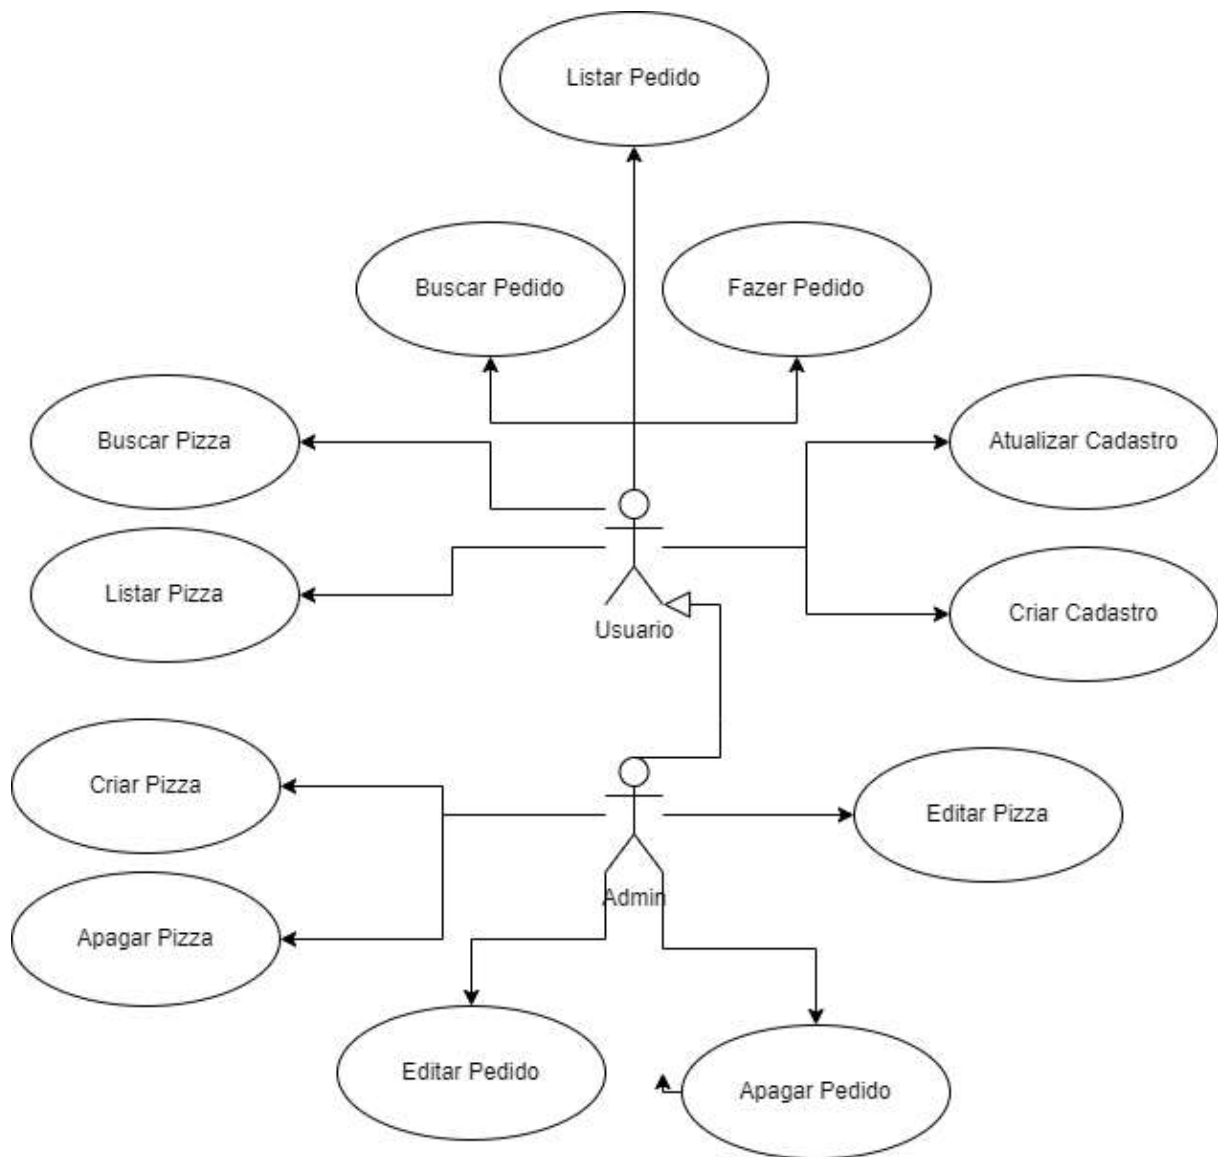 Listar Pedido
Buscar Pedido
Fazer Pedido
Buscar Pizza
Atualizar Cadastro
Listar Pizza
Criar Cadastro
Usuario
Criar Pizza
Editar Pizza
Admin
Apagar Pizza
Editar Pedido
Apagar Pedido